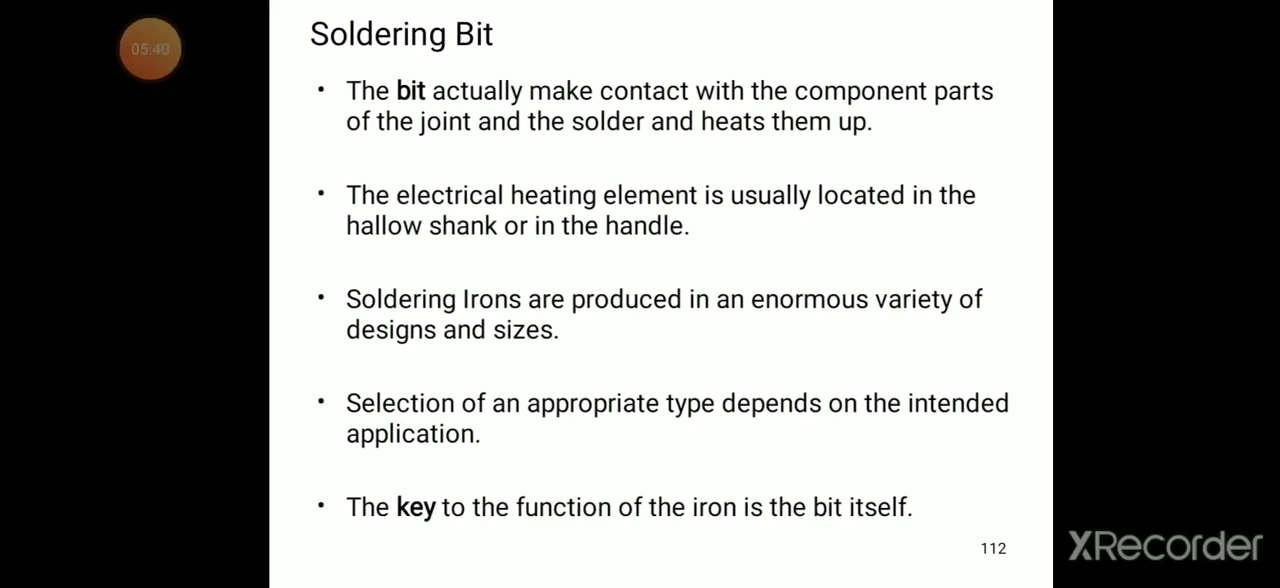 Soldering Bit
05:40
• The bit actually make contact with the component parts
of the joint and the solder and heats them up.
• The electrical heating element is usually located in the
hallow shank or in the handle.
• Soldering Irons are produced in an enormous variety of
designs and sizes.
• Selection of an appropriate type depends on the intended
application.
• The key to the function of the iron is the bit itself.
112
XRecorder